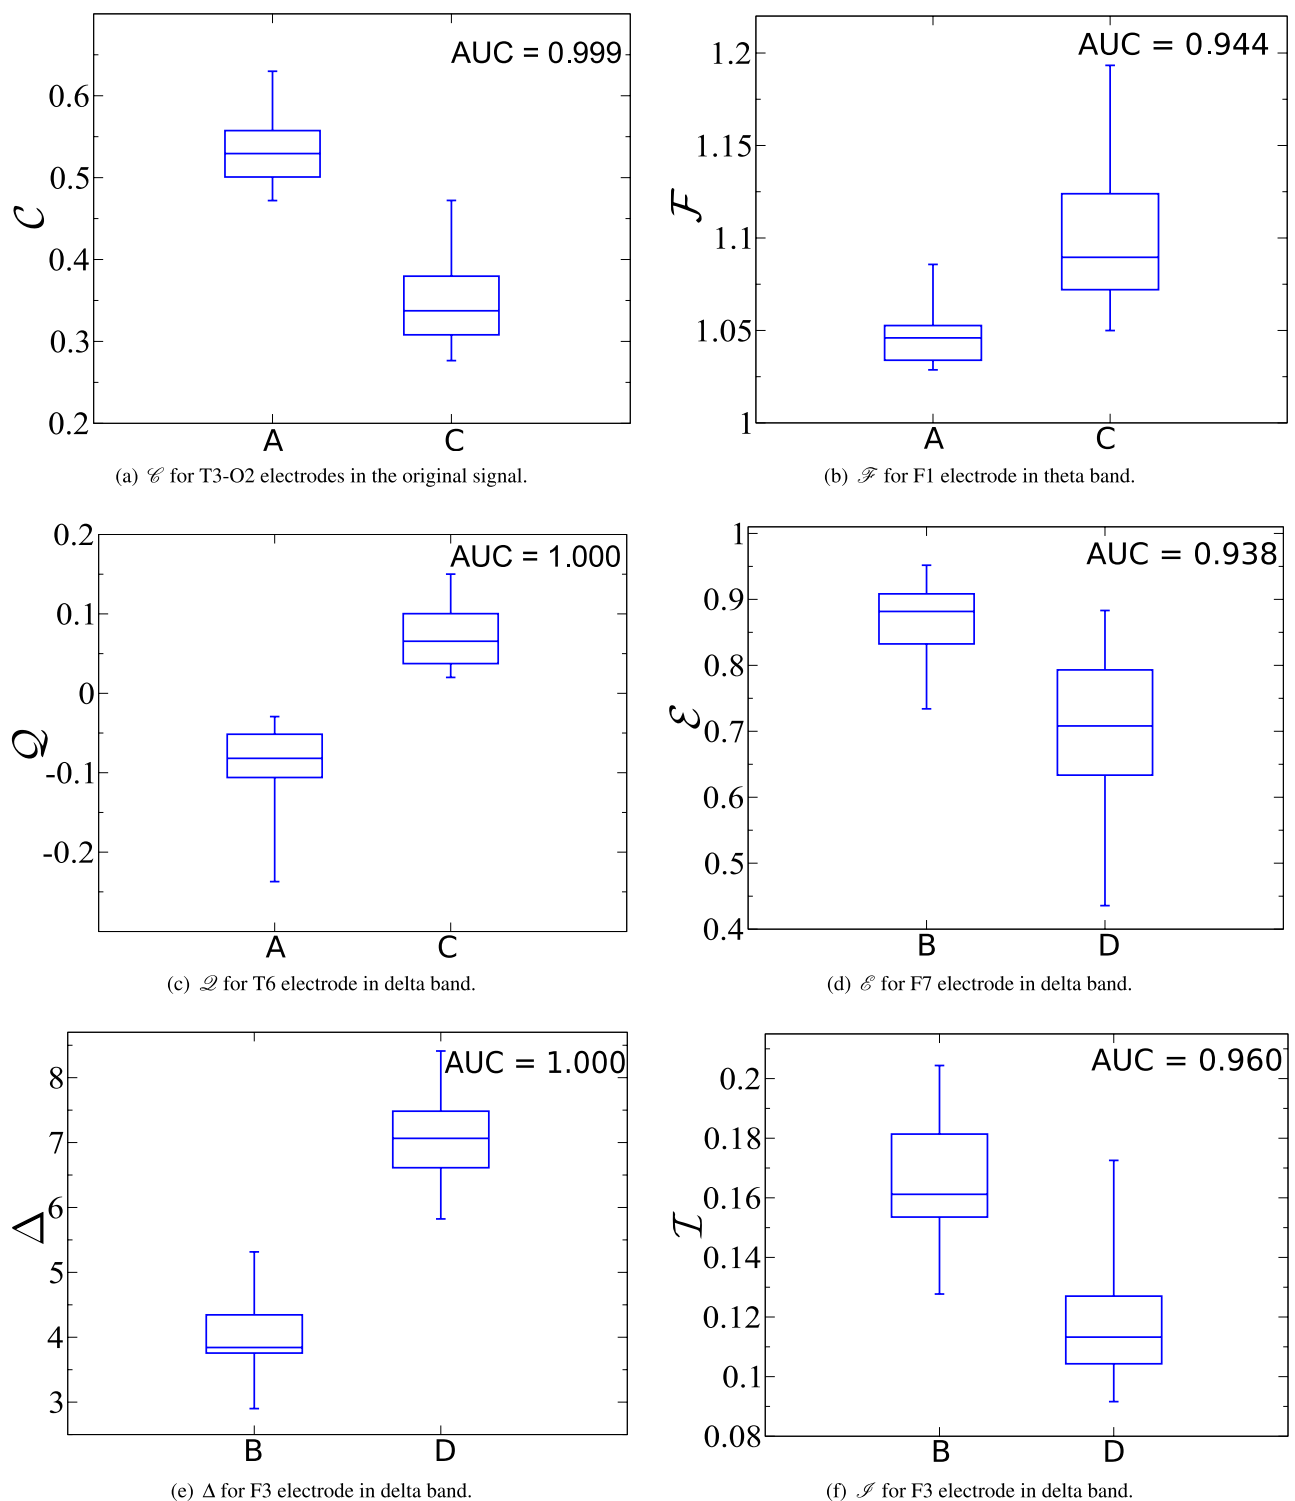 AUC = 0.999
0.6
0.5
0.4
0.3
0.2
𝒞
A C
(a) 𝒞 for T3-O2 electrodes in the original signal.
AUC = 0.944
1.2
1.15
1.1
1.05
1
ℱ
A C
(b) ℱ for F1 electrode in theta band.
AUC = 1.000
0.2
0.1
0
-0.1
-0.2
𝒬
A C
(c) 𝒬 for T6 electrode in delta band.
AUC = 0.938
1
0.9
0.8
0.7
0.6
0.5
0.4
ℰ
B D
(d) ℰ for F7 electrode in delta band.
AUC = 1.000
8
7
6
5
4
3
Δ
B D
(e) Δ for F3 electrode in delta band.
AUC = 0.960
0.2
0.18
0.16
0.14
0.12
0.1
0.08
ℐ
B D
(f) ℐ for F3 electrode in delta band.